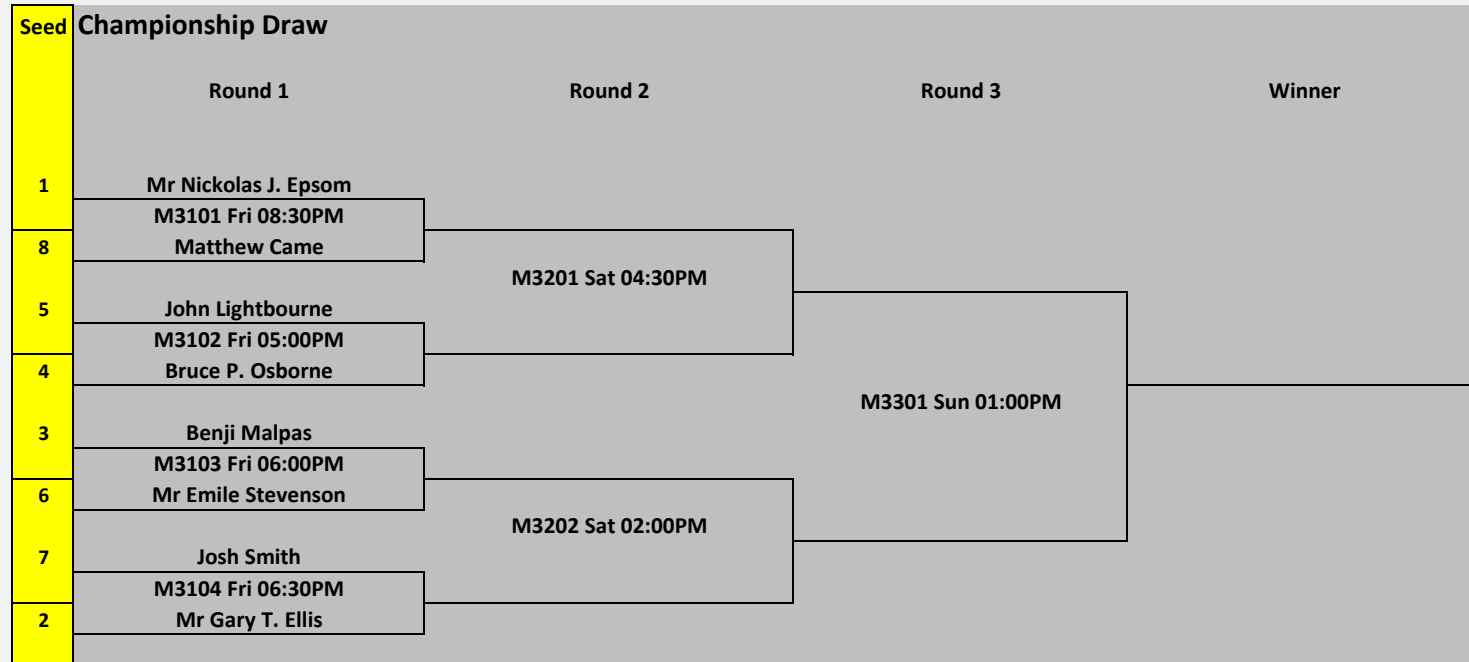 Seed Championship Draw
Round 1 Round 2 Round 3 Winner
1 Mr Nickolas J. Epsom
M3101 Fri 08:30PM
8 Matthew Came
M3201 Sat 04:30PM
5 John Lightbourne
M3102 Fri 05:00PM
4 Bruce P. Osborne
M3301 Sun 01:00PM
3 Benji Malpas
M3103 Fri 06:00PM
6 Mr Emile Stevenson
M3202 Sat 02:00PM
7 Josh Smith
M3104 Fri 06:30PM
2 Mr Gary T. Ellis